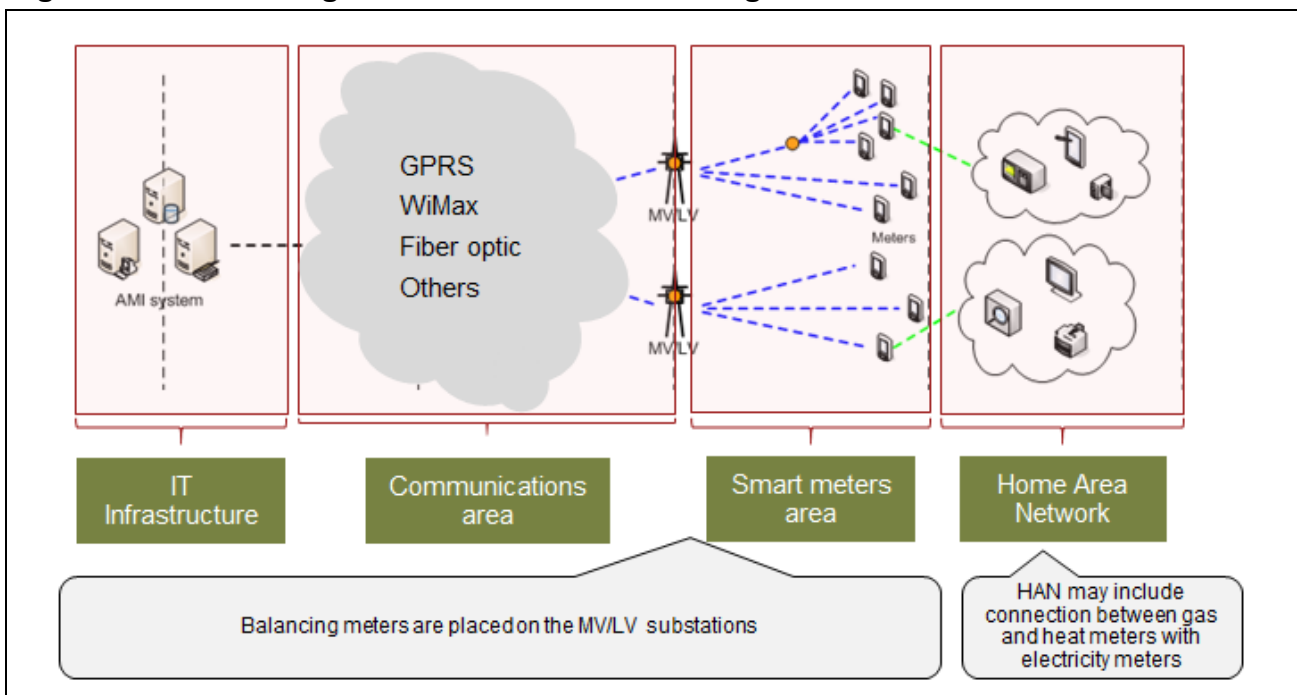 GPRS
WiMax
Fiber optic
Others
AMI system
MV/LV
MV/LV
Meters
IT
Infrastructure
Communications
area
Smart meters
area
Home Area
Network
Balancing meters are placed on the MV/LV substations
HAN may include
connection between gas
and heat meters with
electricity meters